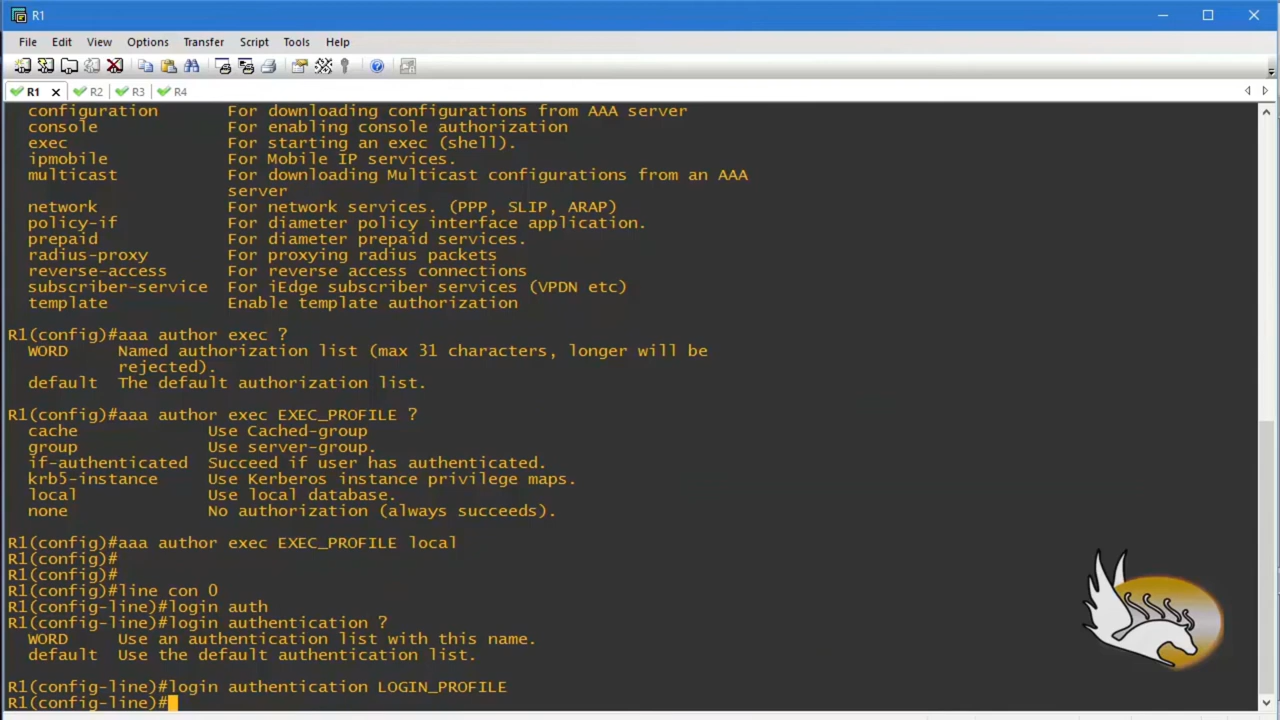 R1
File Edit View Options Transfer Script Tools Help
R1 R2 R3 R4
configuration For downloading configurations from AAA server
console For enabling console authorization
exec For starting an exec (shell).
ipmobile For Mobile IP services.
multicast For downloading Multicast configurations from an AAA
server
network For network services. (PPP, SLIP, ARAP)
policy-if For diameter policy interface application.
prepaid For diameter prepaid services.
radius-proxy For proxying radius packets
reverse-access For reverse access connections
subscriber-service For iEdge subscriber services (VPDN etc)
template Enable template authorization
R1(config)#aaa author exec ?
WORD Named authorization list (max 31 characters, longer will be
rejected).
default The default authorization list.
R1(config)#aaa author exec EXEC_PROFILE ?
cache Use Cached-group
group Use server-group.
if-authenticated Succeed if user has authenticated.
krb5-instance Use Kerberos instance privilege maps.
local Use local database.
none No authorization (always succeeds).
R1(config)#aaa author exec EXEC_PROFILE local
R1(config)#
R1(config)#
R1(config)#line con 0
R1(config-line)#login auth
R1(config-line)#login authentication ?
WORD Use an authentication list with this name.
default Use the default authentication list.
R1(config-line)#login authentication LOGIN_PROFILE
R1(config-line)#